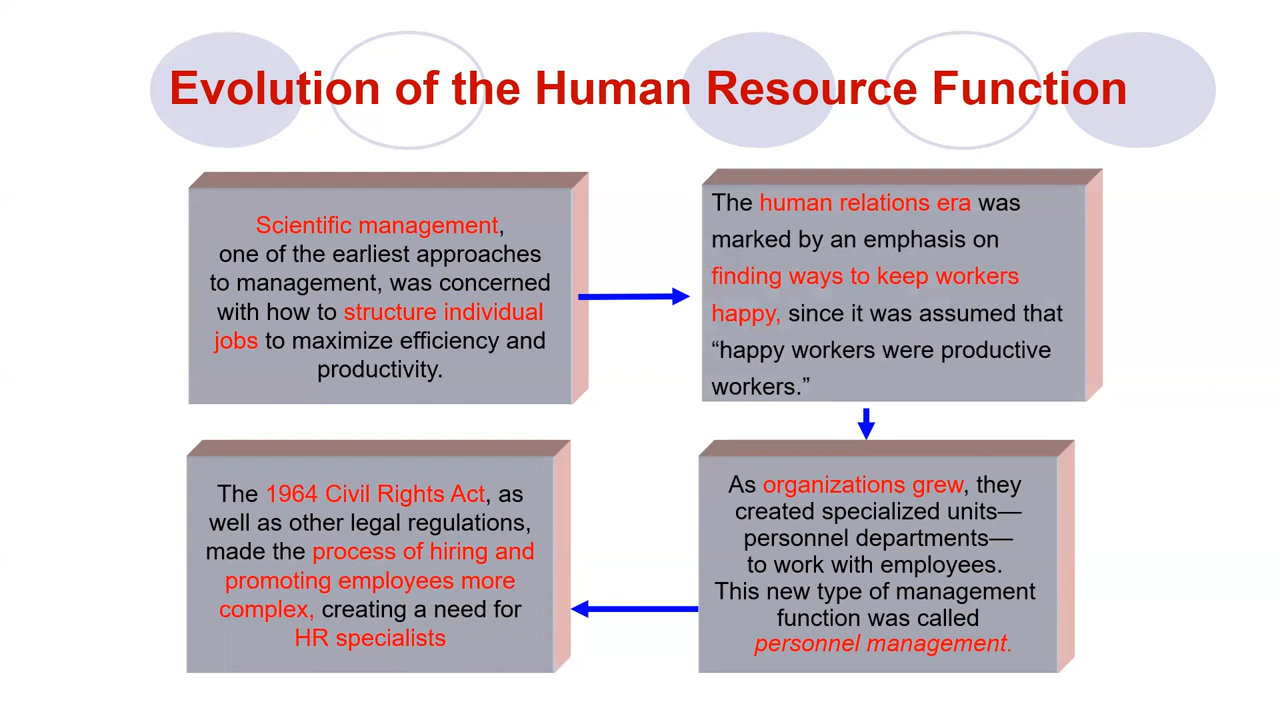 Evolution of the Human Resource Function
Scientific management,
one of the earliest approaches
to management, was concerned
with how to structure individual
jobs to maximize efficiency and
productivity.
The human relations era was
marked by an emphasis on
finding ways to keep workers
happy, since it was assumed that
“happy workers were productive
workers.”
As organizations grew, they
created specialized units—
personnel departments—
to work with employees.
This new type of management
function was called
personnel management.
The 1964 Civil Rights Act, as
well as other legal regulations,
made the process of hiring and
promoting employees more
complex, creating a need for
HR specialists